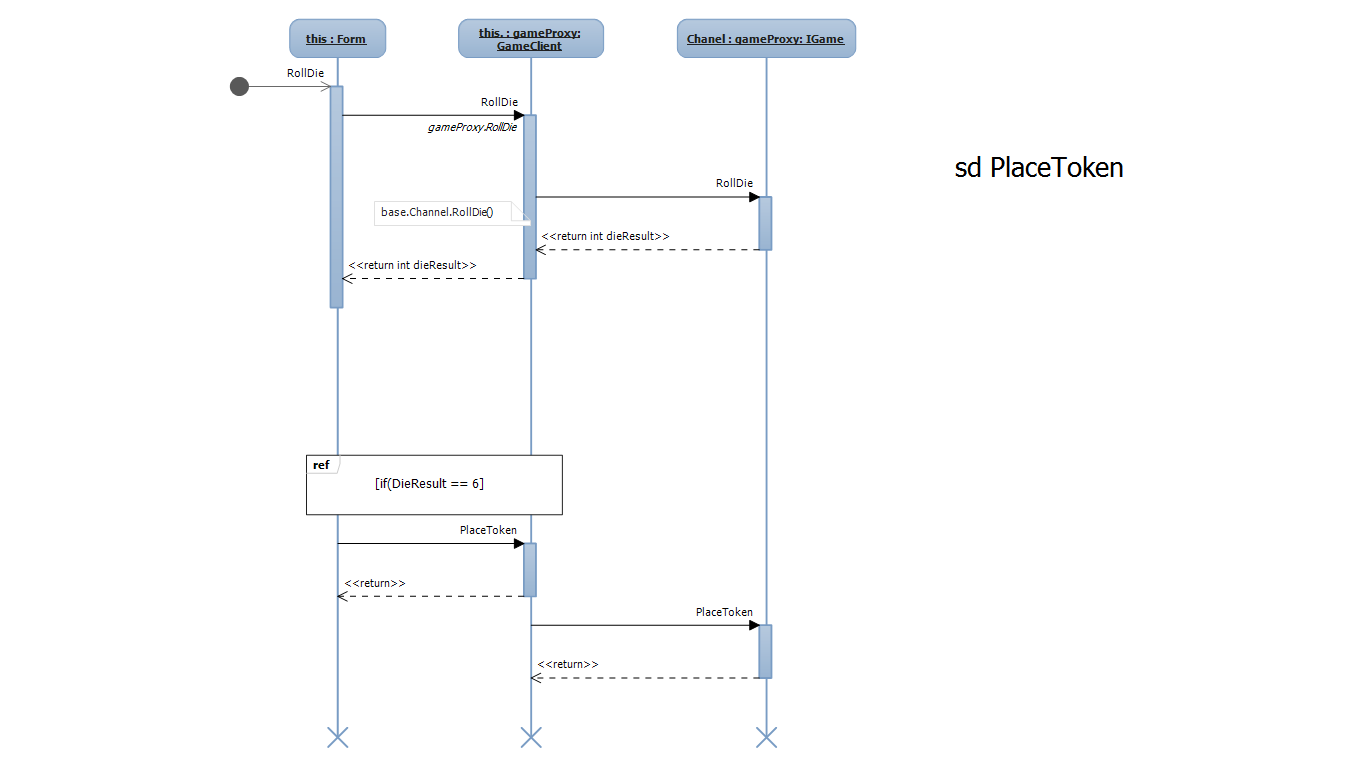 this : Form
this. : gameProxy:
GameClient
Chanel : gameProxy: IGame
RollDie
RollDie
gameProxy.RollDie
sd PlaceToken
RollDie
base.Channel.RollDie()
<<return int dieResult>>
<<return int dieResult>>
ref
[if(DieResult == 6]
PlaceToken
<<return>>
PlaceToken
<<return>>